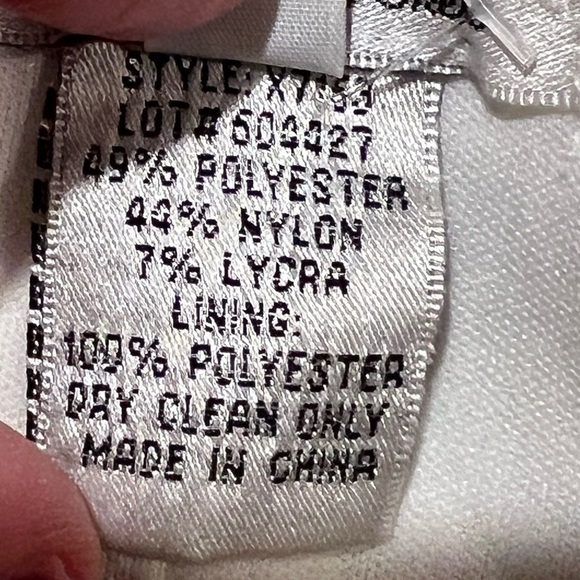 STYLE:
LOT# 604427
49% POLYESTER
44% NYLON
7% LYCRA
LINING:
100% POLYESTER
DRY CLEAN ONLY
MADE IN CHINA